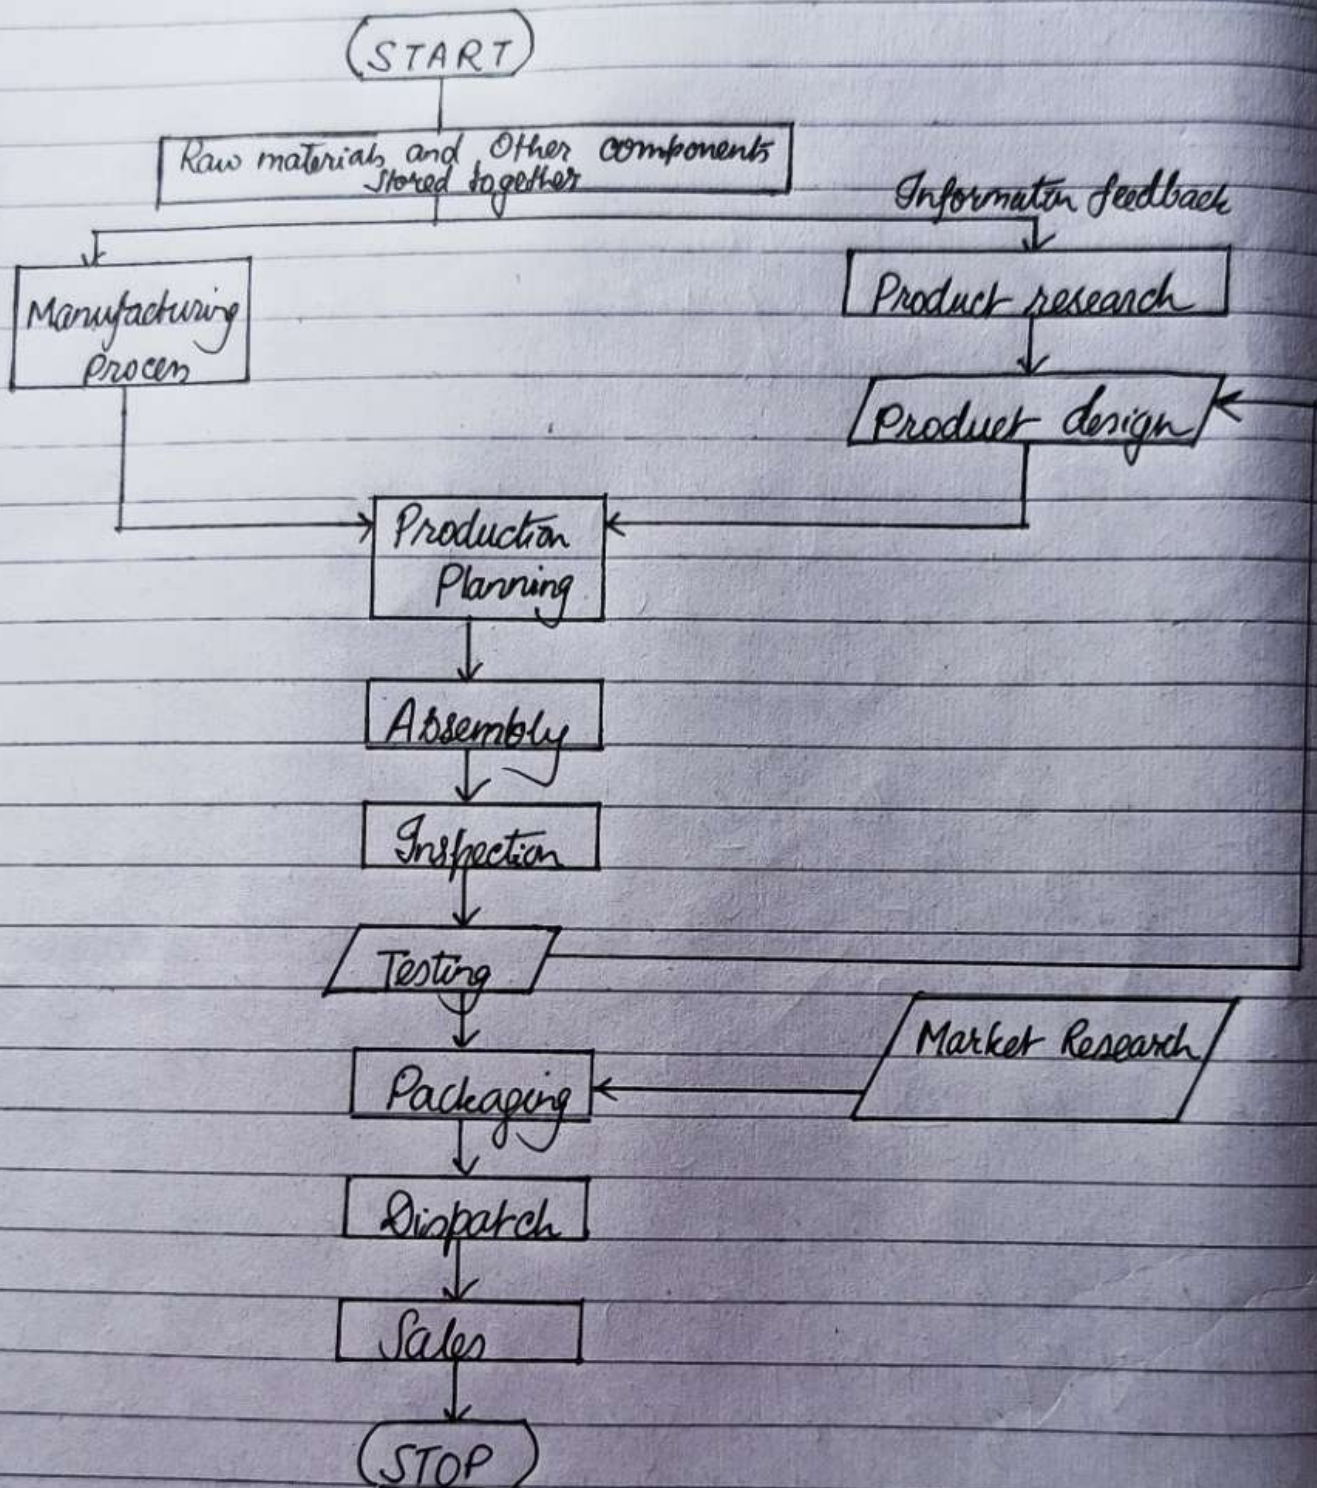 START
Raw materials and Other components
stored together
Information feedback
Manufacturing
Process
Product research
Product design
Production
Planning
Assembly
Inspection
Testing
Market Research
Packaging
Dispatch
Sales
STOP